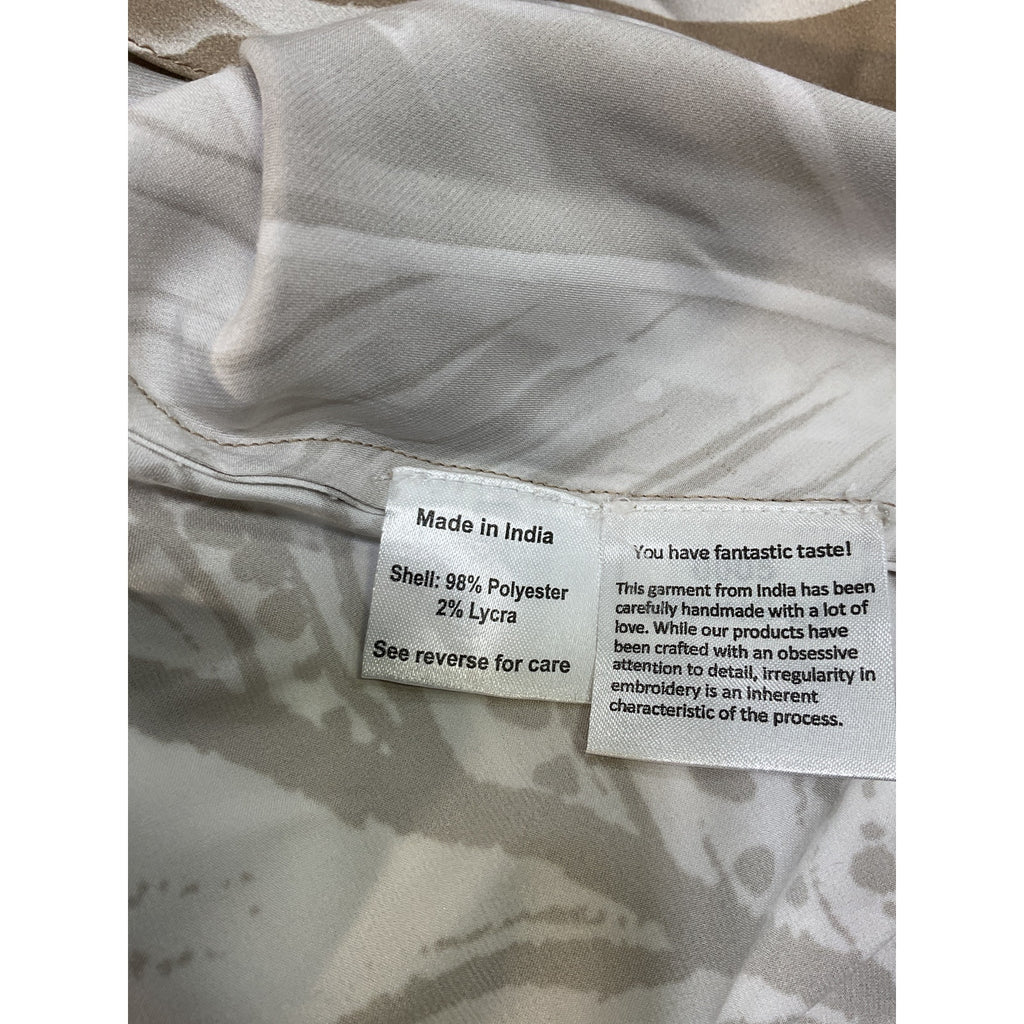 Made in India
Shell: 98% Polyester
2% Lycra
See reverse for care
You have fantastic taste!
This garment from India has been
carefully handmade with a lot of
love. While our products have
been crafted with an obsessive
attention to detail, irregularity in
embroidery is an inherent
characteristic of the process.